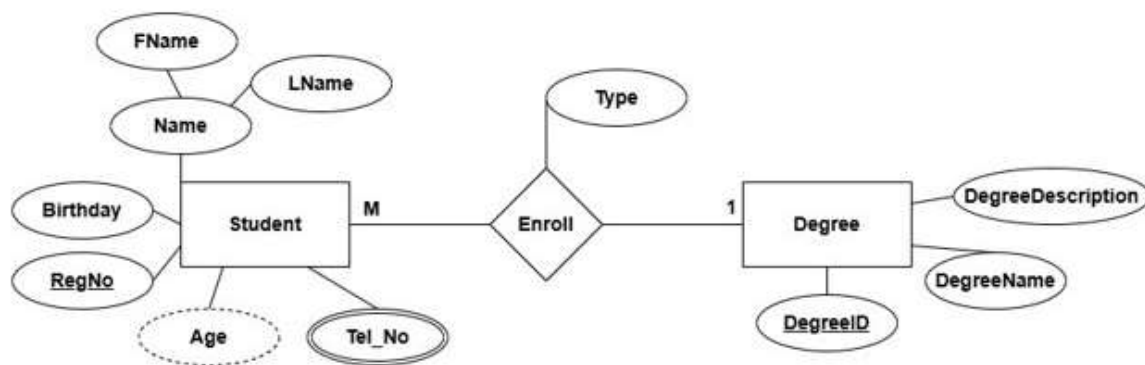 FName
LName
Name
Type
Birthday
Student
M
Enroll
1
Degree
DegreeDescription
RegNo
DegreeName
Age
Tel_No
DegreeID